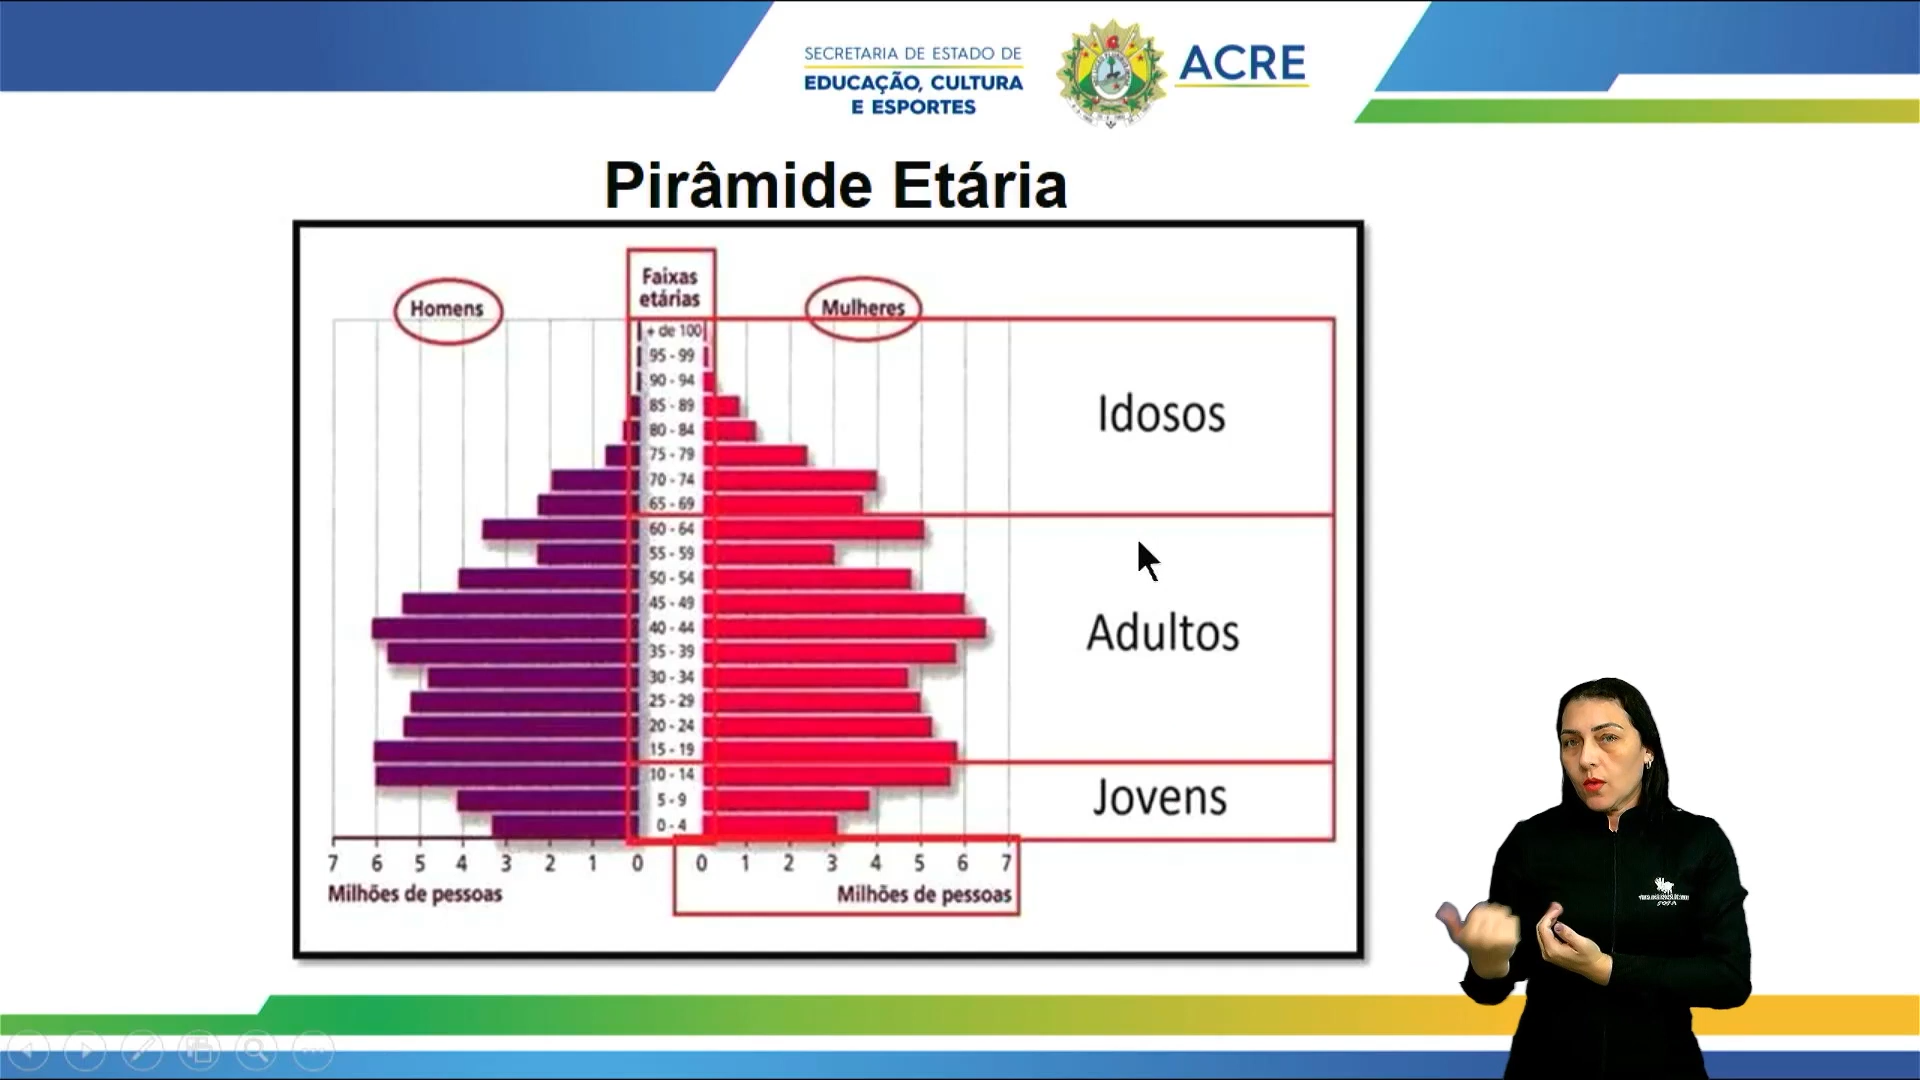 SECRETARIA DE ESTADO DE
EDUCAÇÃO, CULTURA
E ESPORTES
ACRE
Pirâmide Etária
Homens
Faixas
etárias
Mulheres
+ de 100
95 - 99
90 - 94
85 - 89
80 - 84
75 - 79
70 - 74
65 - 69
60 - 64
55 - 59
50 - 54
45 - 49
40 - 44
35 - 39
30 - 34
25 - 29
20 - 24
15 - 19
10 - 14
5 - 9
0 - 4
Idosos
Adultos
Jovens
7 6 5 4 3 2 1 0 0 1 2 3 4 5 6 7
Milhões de pessoas
Milhões de pessoas